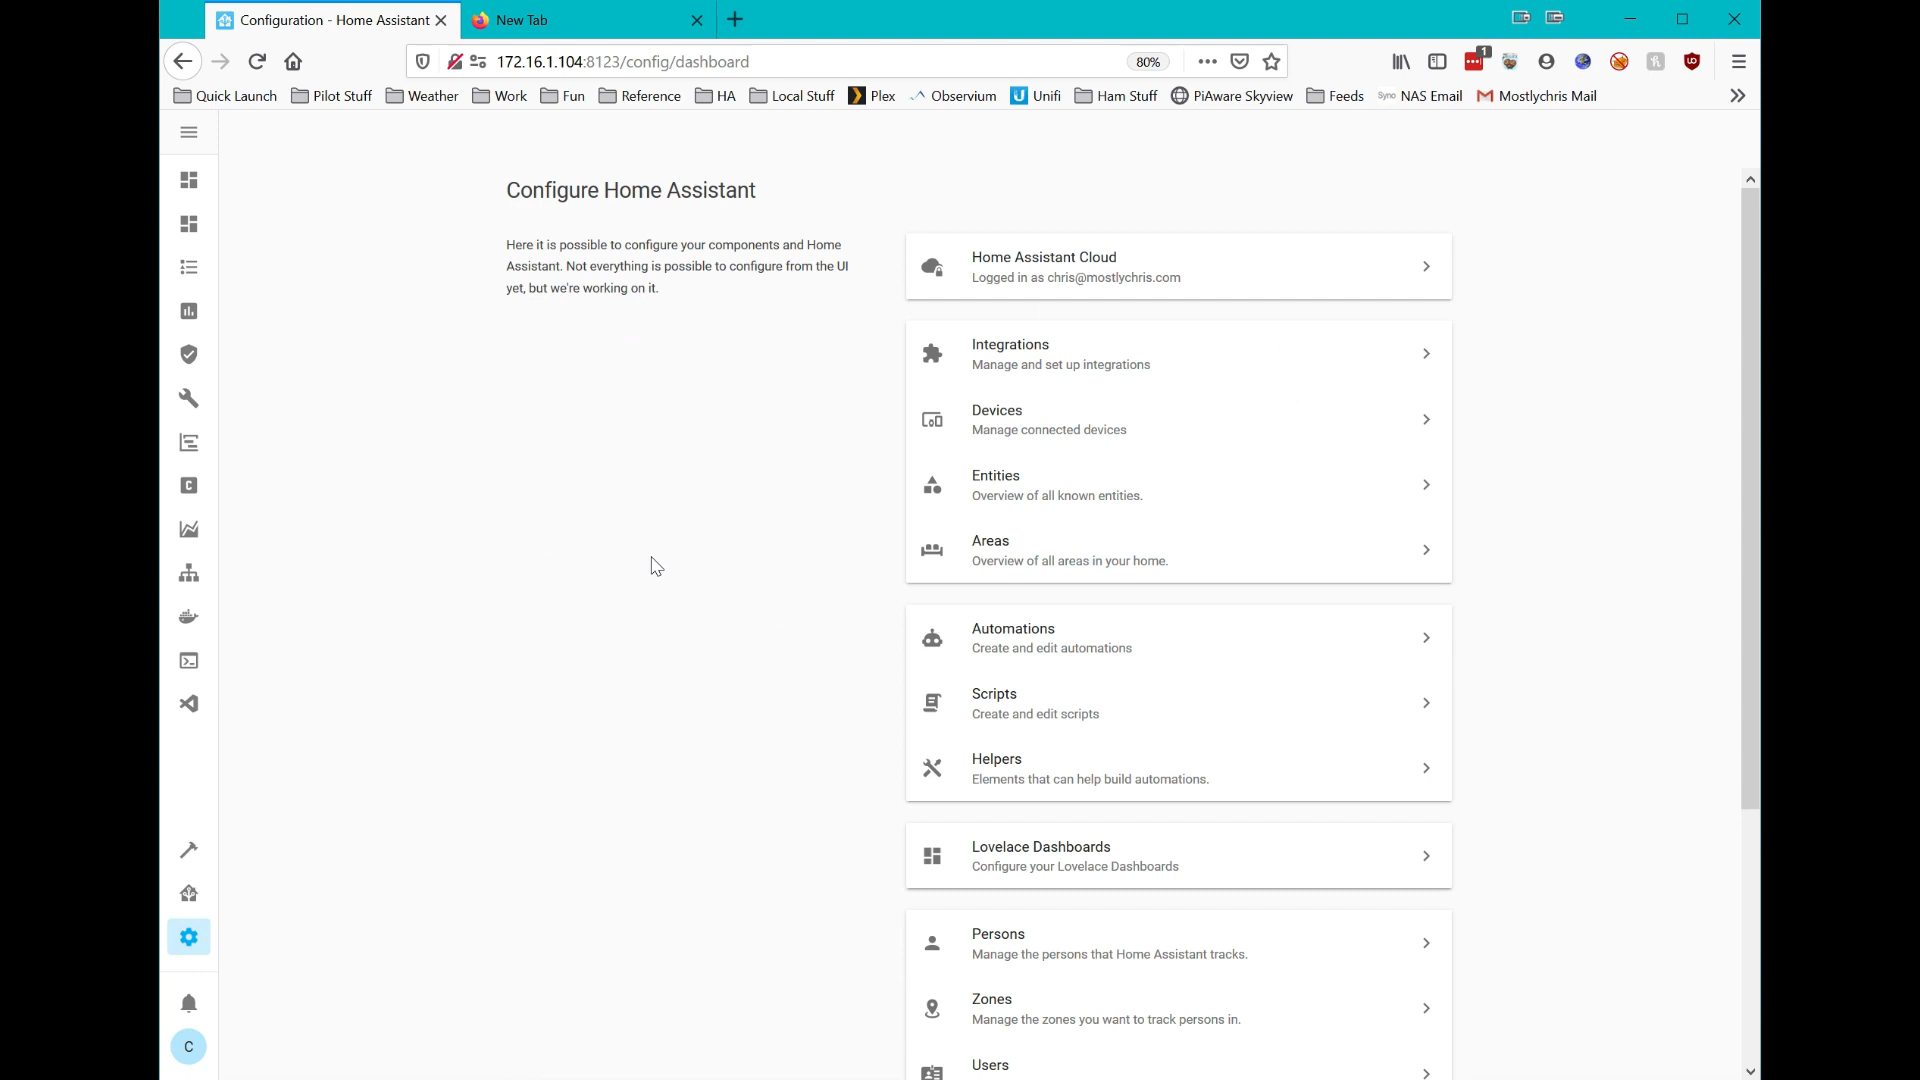 Configuration - Home Assistant
New Tab
172.16.1.104:8123/config/dashboard
80%
1
Quick Launch
Pilot Stuff
Weather
Work
Fun
Reference
HA
Local Stuff
Plex
Observium
Unifi
Ham Stuff
PiAware Skyview
Feeds
Syno NAS Email
Mostlychris Mail
Configure Home Assistant
Here it is possible to configure your components and Home
Assistant. Not everything is possible to configure from the UI
yet, but we're working on it.
Home Assistant Cloud
Logged in as chris@mostlychris.com
Integrations
Manage and set up integrations
Devices
Manage connected devices
Entities
Overview of all known entities.
Areas
Overview of all areas in your home.
Automations
Create and edit automations
Scripts
Create and edit scripts
Helpers
Elements that can help build automations.
Lovelace Dashboards
Configure your Lovelace Dashboards
Persons
Manage the persons that Home Assistant tracks.
Zones
Manage the zones you want to track persons in.
Users
C
C